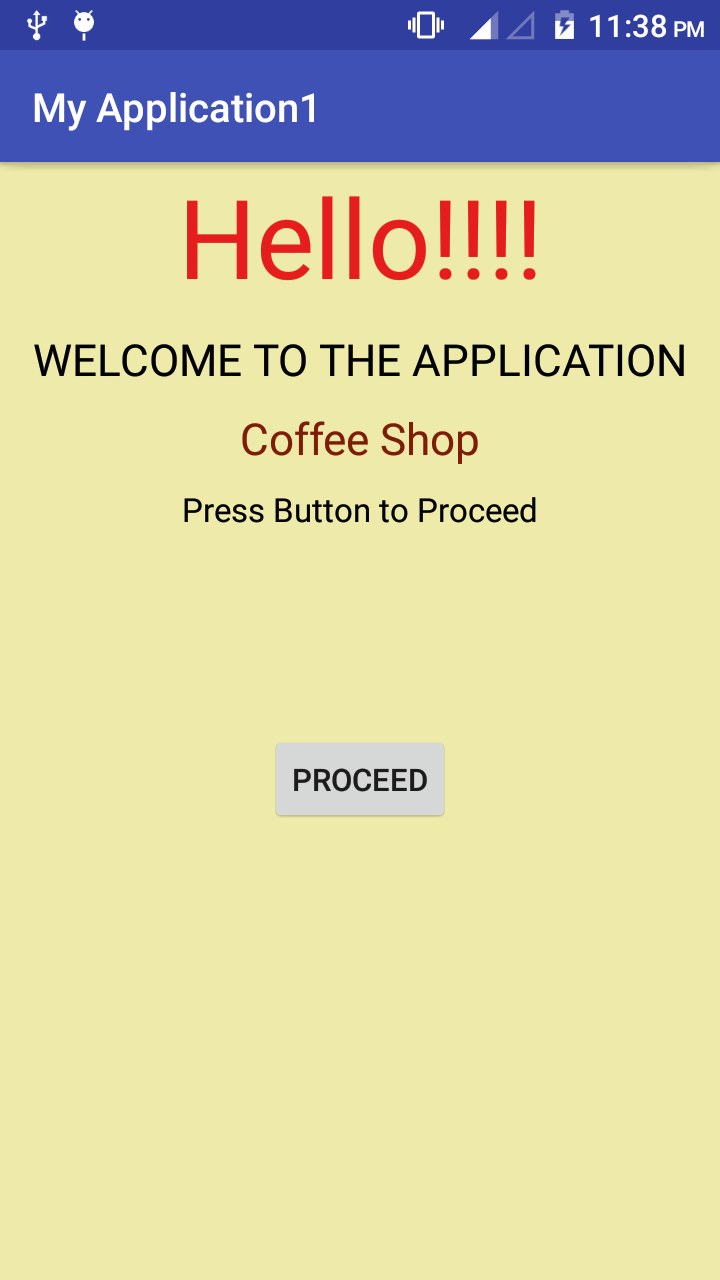 11:38 PM
My Application1
Hello!!!!
WELCOME TO THE APPLICATION
Coffee Shop
Press Button to Proceed
PROCEED